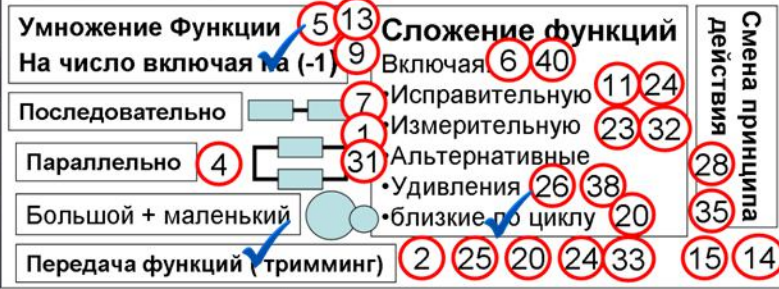 Умножение Функции 5 13
На число включая на (-1) 9
Последовательно 7
1
Параллельно 4 31
Большой + маленький
Передача функций ( тримминг) 2 25 20 24 33 15 14
Сложение функций
Включая 6 40
•Исправительную 11 24
•Измерительную 23 32
•Альтернативные
•Удивления 26 38
•близкие по циклу 20
Смена принципа
действия
28
35